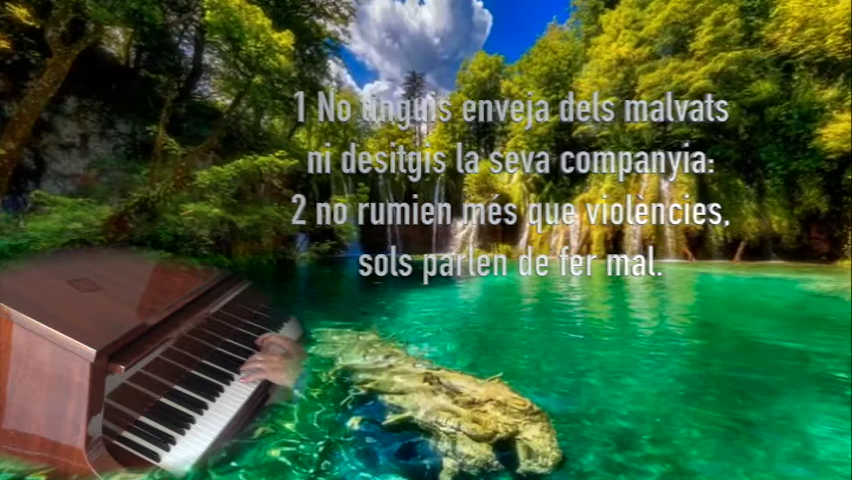 1 No tinguis enveja dels malvats
ni desitgis la seva companyia:
2 no rumien més que violències,
sols parlen de fer mal.